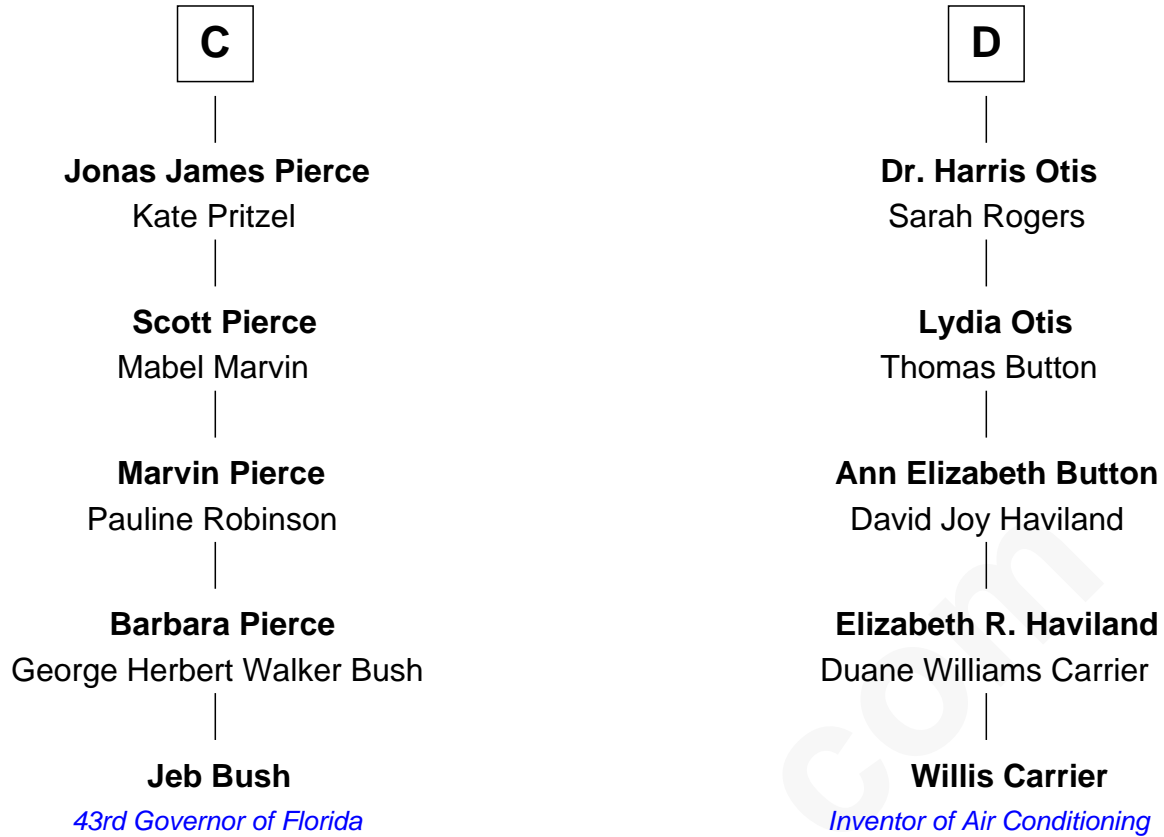 C
Jonas James Pierce
Kate Pritzel
Scott Pierce
Mabel Marvin
Marvin Pierce
Pauline Robinson
Barbara Pierce
George Herbert Walker Bush
Jeb Bush
43rd Governor of Florida
D
Dr. Harris Otis
Sarah Rogers
Lydia Otis
Thomas Button
Ann Elizabeth Button
David Joy Haviland
Elizabeth R. Haviland
Duane Williams Carrier
Willis Carrier
Inventor of Air Conditioning
com